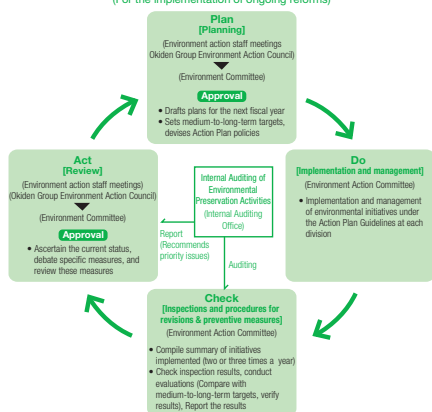 (For the implementation of ongoing reforms)
Plan
[Planning]
(Environment action staff meetings
Okiden Group Environment Action Council)
(Environment Committee)
Approval
• Drafts plans for the next fiscal year
• Sets medium-to-long-term targets,
devises Action Plan policies
Act
[Review]
(Environment action staff meetings)
(Okiden Group Environment Action Council)
(Environment Committee)
Approval
• Ascertain the current status,
debate specific measures, and
review these measures
Internal Auditing of
Environmental
Preservation Activities
(Internal Auditing
Office)
Report
(Recommends
priority issues)
Auditing
Do
[Implementation and management]
(Environment Action Committee)
• Implementation and management
of environmental initiatives under
the Action Plan Guidelines at each
division
Check
[Inspections and procedures for
revisions & preventive measures]
(Environment Action Committee)
• Compile summary of initiatives
implemented (two or three times a year)
• Check inspection results, conduct
evaluations (Compare with
medium-to-long-term targets, verify
results), Report the results